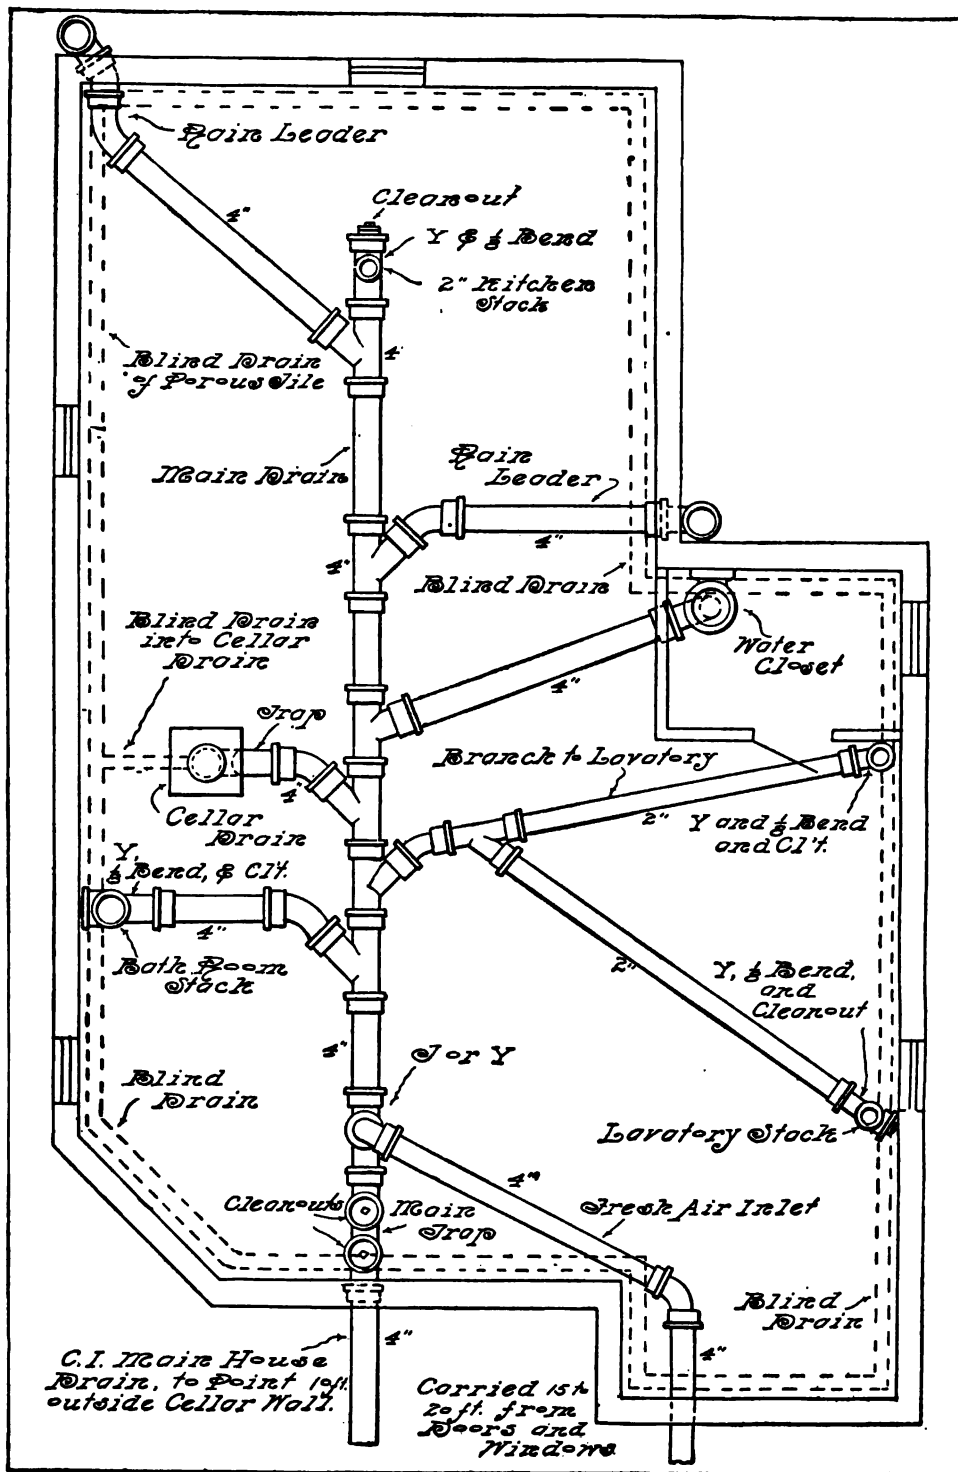 Rain Leader
4"
Cleanout
Y & ⅛ Bend
2" Kitchen
Stack
4"
Blind Drain
of Porous Tile
Main Drain
Rain
Leader
4"
4"
Blind Drain
Blind Drain
into Cellar
Drain
Water
Closet
4"
Trap
Branch to Lavatory
4"
Cellar
Drain
2"
Y and ⅛ Bend
and Cl't.
Y,
⅛ Bend, & Clt.
4"
Bath Room
Stack
2"
Y, ⅛ Bend,
and
Cleanout
4"
T or Y
Blind
Drain
Lavatory Stack
4"
Cleanouts
Main
Trap
Fresh Air Inlet
Blind
Drain
4"
4"
C.I. Main House
Drain, to Point 10ft.
outside Cellar Wall.
Carried 15 to
20 ft. from
Doors and
Windows